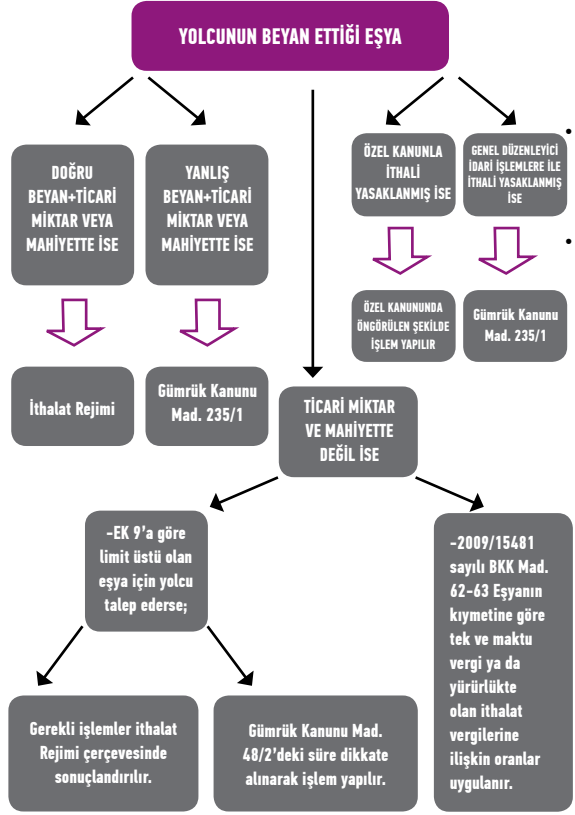 YOLCUNUN BEYAN ETTİĞİ EŞYA
DOĞRU
BEYAN+TİCARİ
MİKTAR VEYA
MAHİYETTE İSE
YANLIŞ
BEYAN+TİCARİ
MİKTAR VEYA
MAHİYETTE İSE
ÖZEL KANUNLA
İTHALİ
YASAKLANMIŞ İSE
GENEL DÜZENLEYİCİ
İDARİ İŞLEMLERE İLE
İTHALİ YASAKLANMIŞ
İSE
ÖZEL KANUNUNDA
ÖNGÖRÜLEN ŞEKİLDE
İŞLEM YAPILIR
Gümrük Kanunu
Mad. 235/1
İthalat Rejimi
Gümrük Kanunu
Mad. 235/1
TİCARİ MİKTAR
VE MAHİYETTE
DEĞİL İSE
-EK 9’a göre
limit üstü olan
eşya için yolcu
talep ederse;
-2009/15481
sayılı BKK Mad.
62-63 Eşyanın
kıymetine göre
tek ve maktu
vergi ya da
yürürlükte
olan ithalat
vergilerine
ilişkin oranlar
uygulanır.
Gerekli işlemler ithalat
Rejimi çerçevesinde
sonuçlandırılır.
Gümrük Kanunu Mad.
48/2’deki süre dikkate
alınarak işlem yapılır.